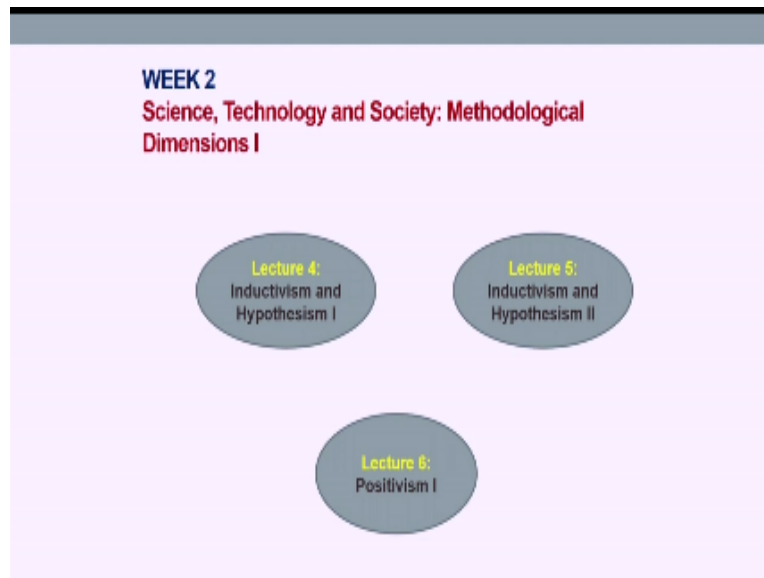 WEEK 2
Science, Technology and Society: Methodological
Dimensions I
Lecture 4:
Inductivism and
Hypothesism I
Lecture 5:
Inductivism and
Hypothesism II
Lecture 6:
Positivism I